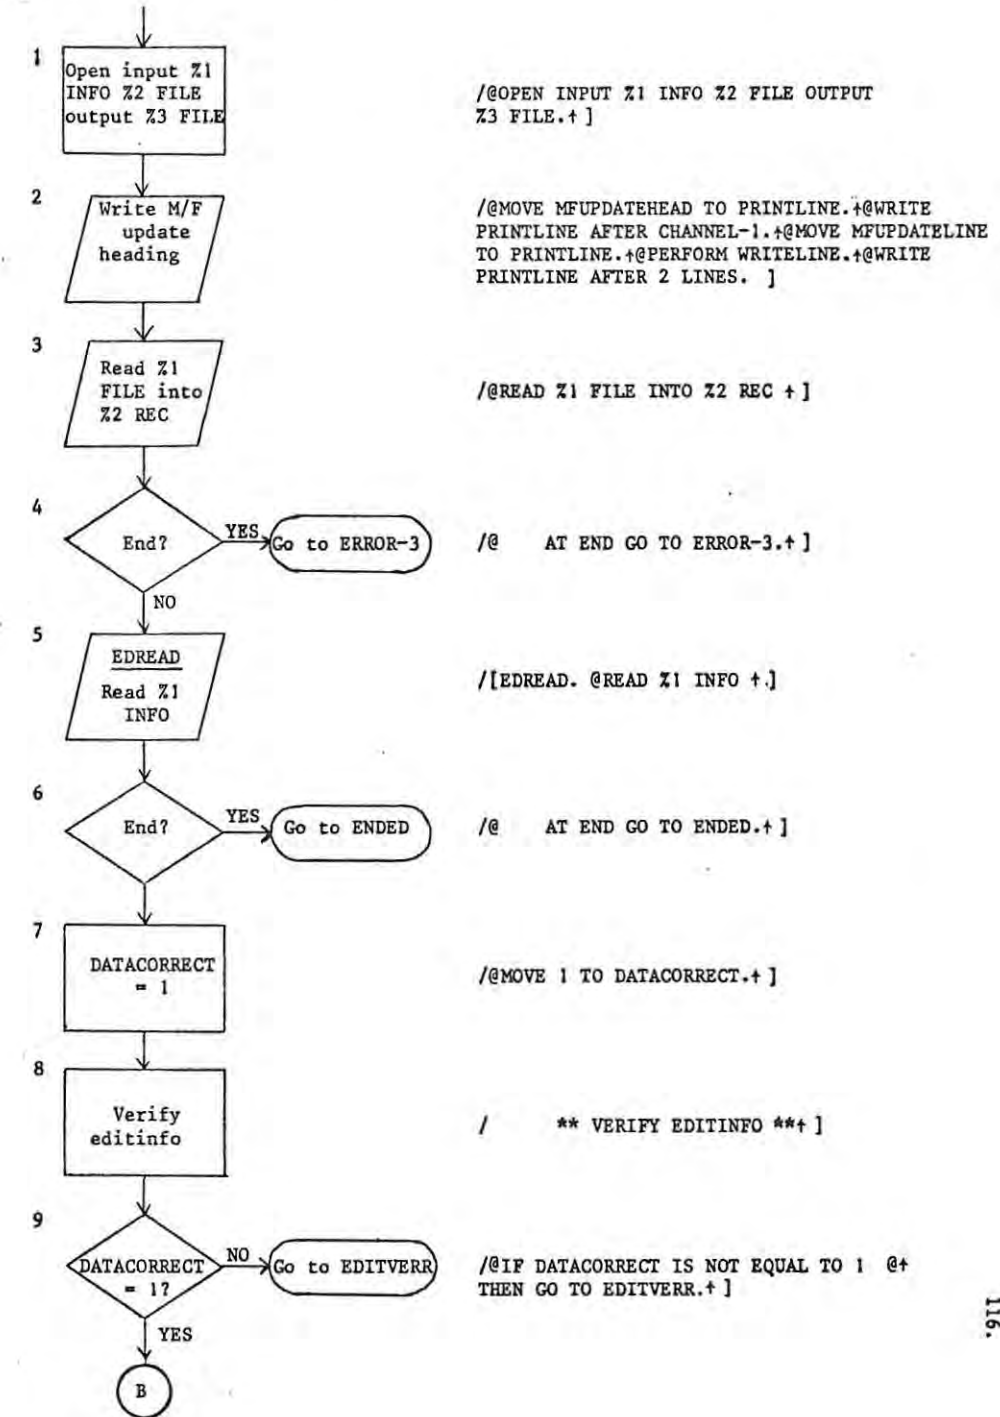 1
Open input %1
INFO %2 FILE
output %3 FILE
/@OPEN INPUT %1 INFO %2 FILE OUTPUT
%3 FILE.↑ ]
2
Write M/F
update
heading
/@MOVE MFUPDATEHEAD TO PRINTLINE.↑@WRITE
PRINTLINE AFTER CHANNEL-1.↑@MOVE MFUPDATELINE
TO PRINTLINE.↑@PERFORM WRITELINE.↑@WRITE
PRINTLINE AFTER 2 LINES. ]
3
Read %1
FILE into
%2 REC
/@READ %1 FILE INTO %2 REC ↑ ]
4
End?
YES
Go to ERROR-3
/@ AT END GO TO ERROR-3.↑ ]
NO
5
EDREAD
Read %1
INFO
/[EDREAD. @READ %1 INFO ↑.]
6
End?
YES
Go to ENDED
/@ AT END GO TO ENDED.↑ ]
7
DATACORRECT
= 1
/@MOVE 1 TO DATACORRECT.↑ ]
8
Verify
editinfo
/ ** VERIFY EDITINFO **↑ ]
9
DATACORRECT
= 1?
NO
Go to EDITVERR
/@IF DATACORRECT IS NOT EQUAL TO 1 @↑
THEN GO TO EDITVERR.↑ ]
YES
B
116.